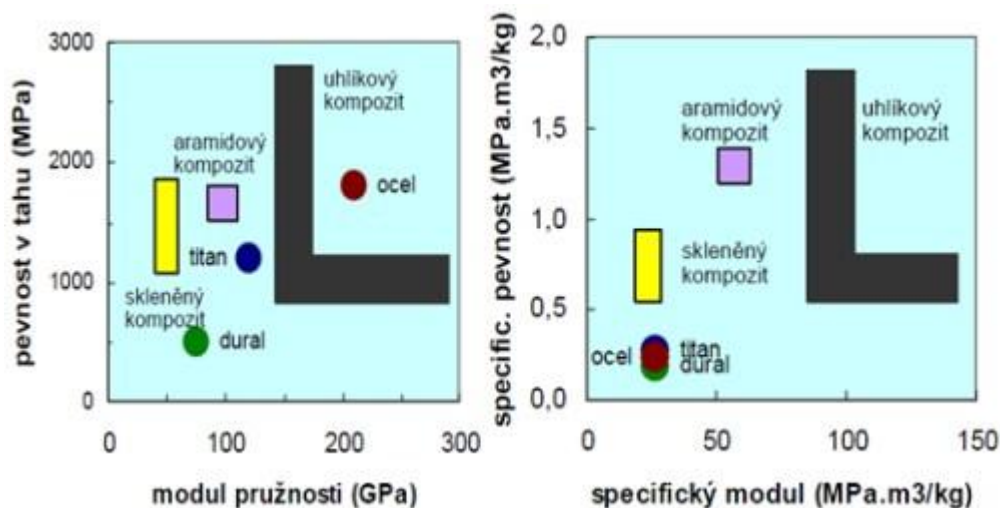 pevnost v tahu (MPa)
3000
2000
1000
0
0
100
200
300
modul pružnosti (GPa)
uhlíkový
kompozit
aramidový
kompozit
ocel
titan
skleněný
kompozit
dural
specific. pevnost (MPa.m3/kg)
2,0
1,5
1,0
0,5
0,0
0
50
100
150
specifický modul (MPa.m3/kg)
aramidový
kompozit
uhlíkový
kompozit
skleněný
kompozit
ocel
titan
dural